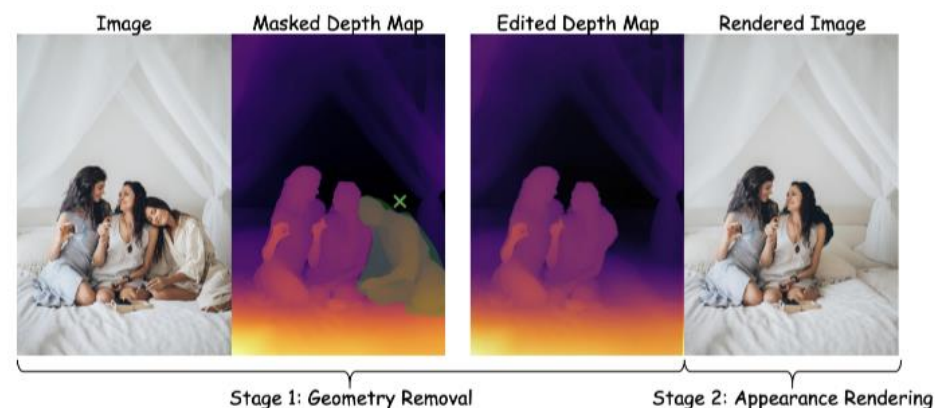 Image
Masked Depth Map
Edited Depth Map
Rendered Image
Stage 1: Geometry Removal
Stage 2: Appearance Rendering